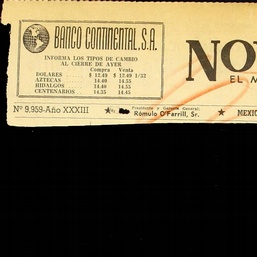 BANCO CONTINENTAL, S.A.
INFORMA LOS TIPOS DE CAMBIO
AL CIERRE DE AYER
Compra Venta
DOLARES $ 12.49 $ 12.49 1/32
AZTECAS 14.40 14.55
HIDALGOS 14.40 14.55
CENTENARIOS 14.35 14.45
NO
EL M
Nº 9,959-Año XXXIII
Presidente y Gerente General:
Rómulo O'Farrill, Sr.
MEXIC